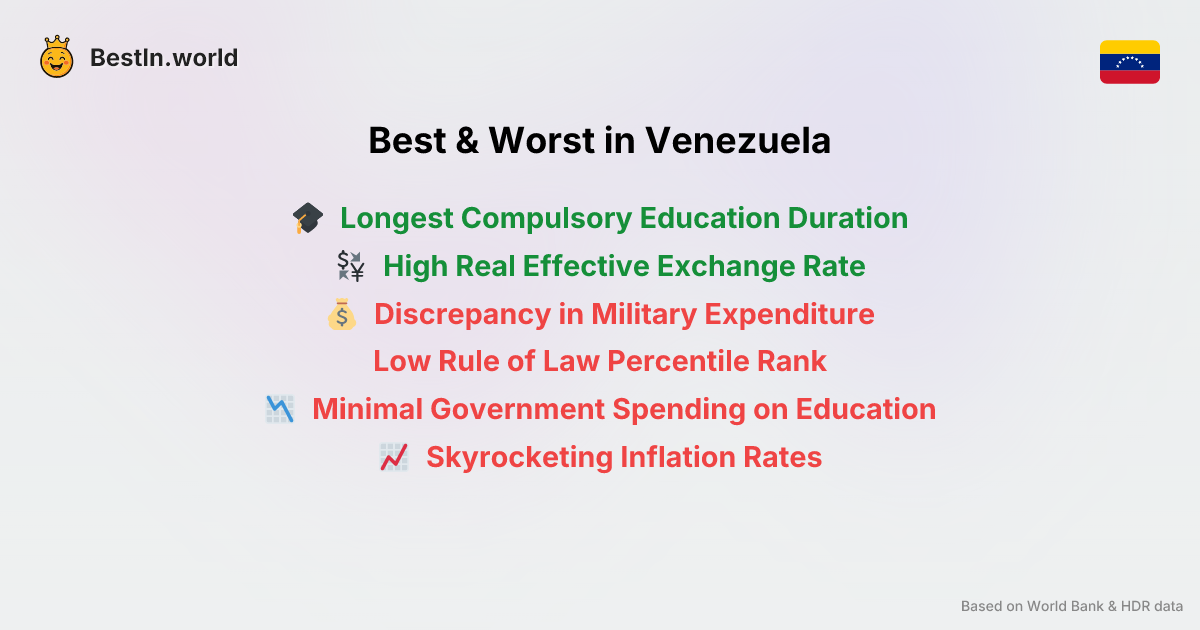 BestIn.world
Best & Worst in Venezuela
Longest Compulsory Education Duration
High Real Effective Exchange Rate
Discrepancy in Military Expenditure
Low Rule of Law Percentile Rank
Minimal Government Spending on Education
Skyrocketing Inflation Rates
Based on World Bank & HDR data